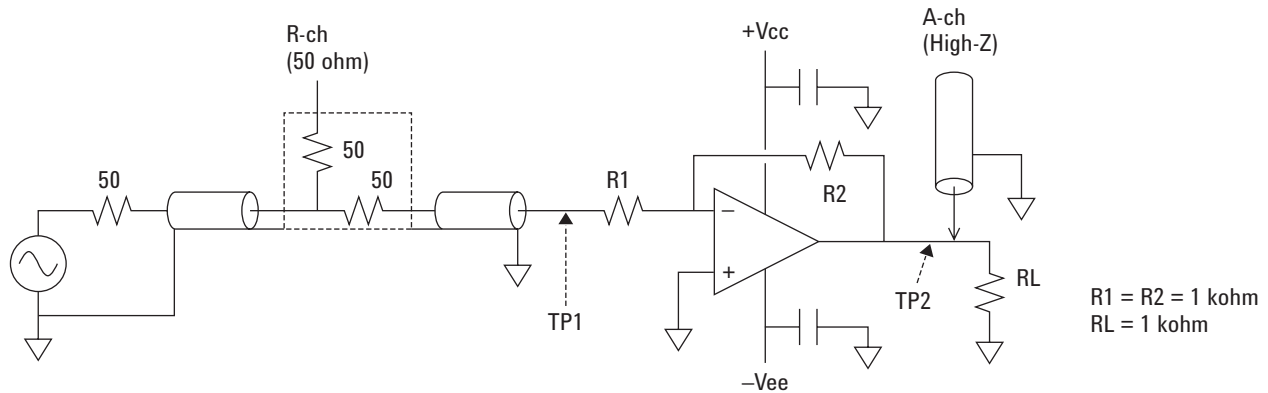 R-ch
(50 ohm)
50
50
50
R1
TP1
+Vcc
R2
−
+
−Vee
A-ch
(High-Z)
TP2
RL
R1 = R2 = 1 kohm
RL = 1 kohm